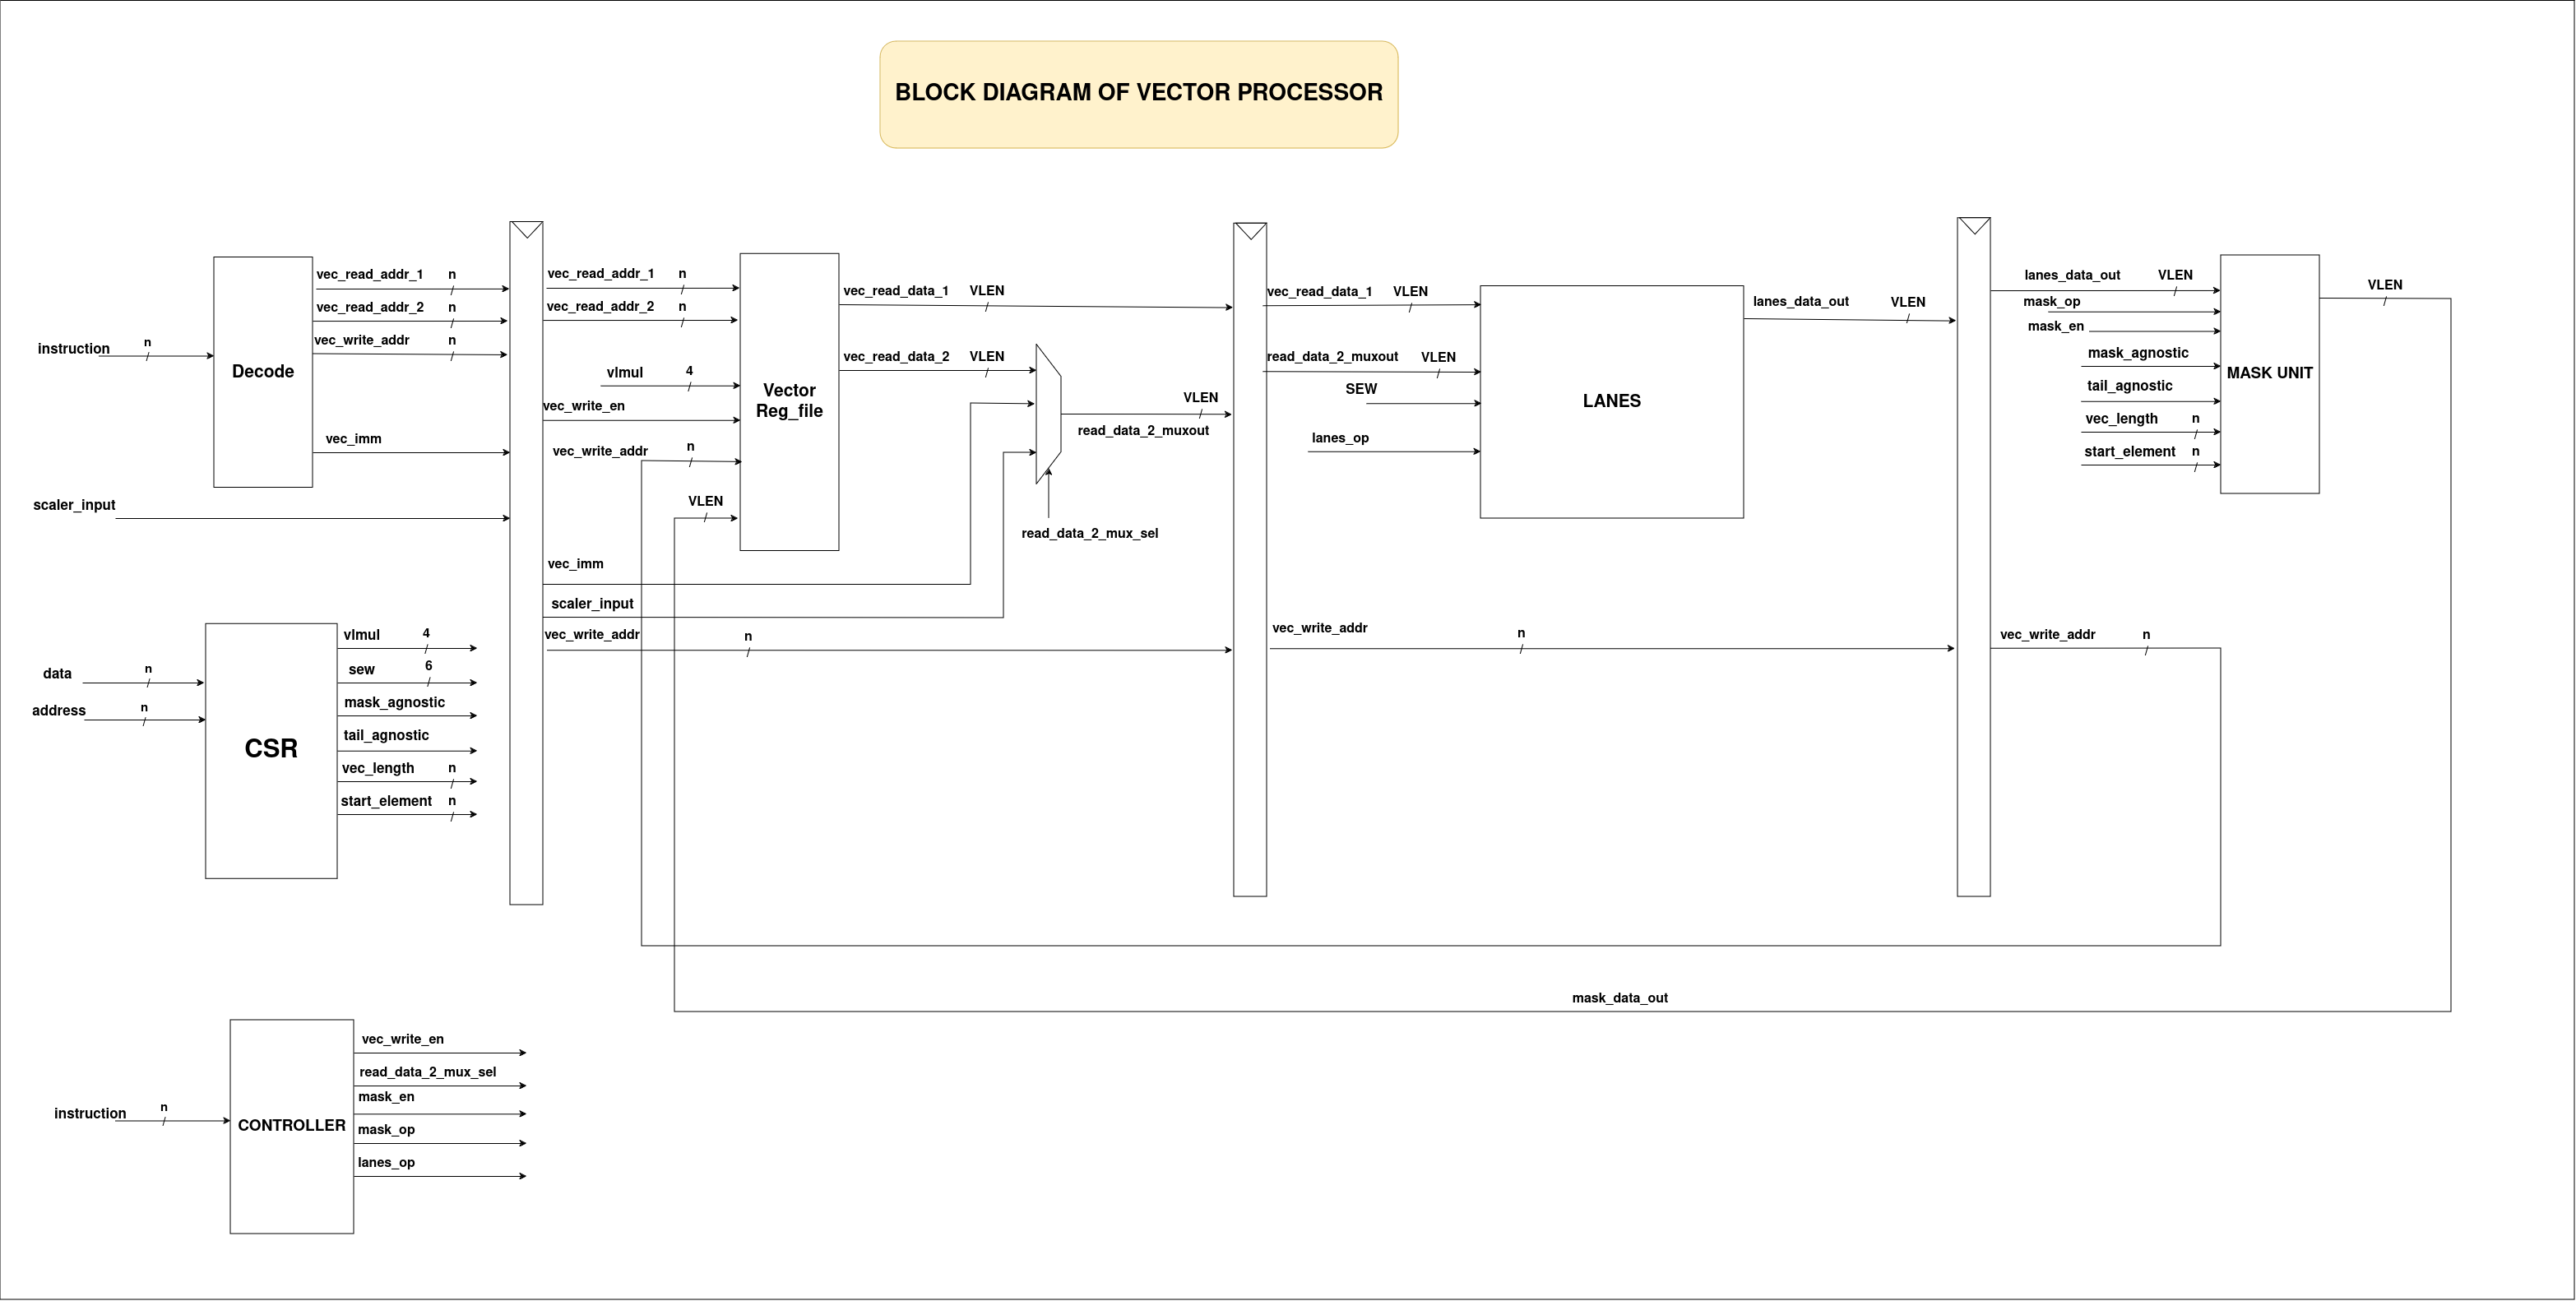 BLOCK DIAGRAM OF VECTOR PROCESSOR
instruction n
Decode
vec_read_addr_1 n
vec_read_addr_2 n
vec_write_addr n
vec_imm
scaler_input
vec_read_addr_1 n
vec_read_addr_2 n
vlmul 4
vec_write_en
vec_write_addr n
VLEN
Vector
Reg_file
vec_imm
scaler_input
vec_write_addr n
vec_read_data_1 VLEN
vec_read_data_2 VLEN
VLEN
read_data_2_muxout
read_data_2_mux_sel
vec_read_data_1 VLEN
read_data_2_muxout VLEN
SEW
lanes_op
LANES
lanes_data_out VLEN
vec_write_addr n
lanes_data_out VLEN
mask_op
mask_en
mask_agnostic
tail_agnostic
vec_length n
start_element n
MASK UNIT
VLEN
vec_write_addr n
mask_data_out
data n
address n
CSR
vlmul 4
sew 6
mask_agnostic
tail_agnostic
vec_length n
start_element n
instruction n
CONTROLLER
vec_write_en
read_data_2_mux_sel
mask_en
mask_op
lanes_op